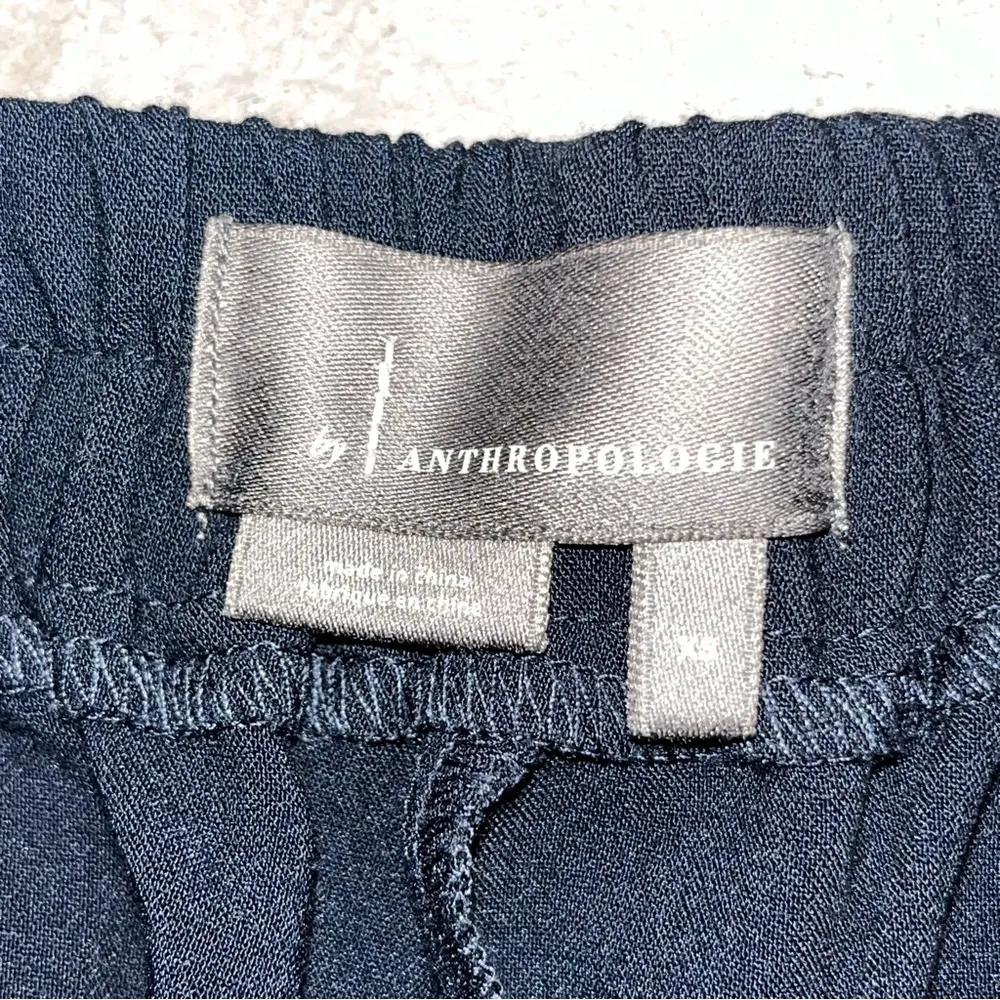 by ANTHROPOLOGIE
made in china
fabriqué en chine
XS